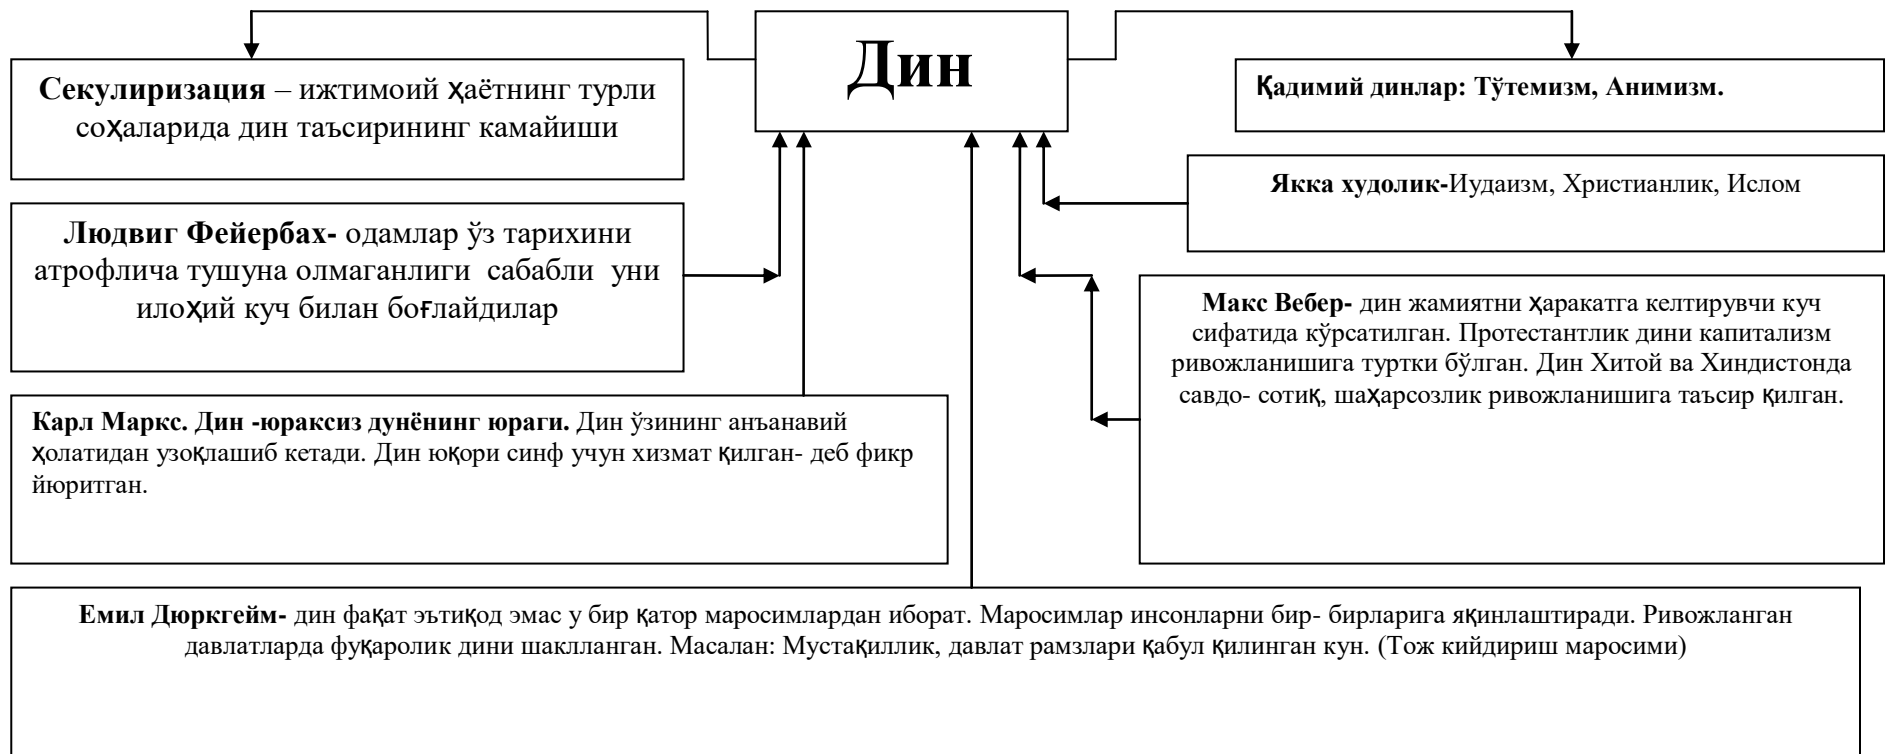 Дин
Секулиризация – ижтимоий ҳаётнинг турли
соҳаларида дин таъсирининг камайиши
Қадимий динлар: Тўтемизм, Анимизм.
Якка худолик-Иудаизм, Христианлик, Ислом
Людвиг Фейербах- одамлар ўз тарихини
атрофлича тушуна олмаганлиги сабабли уни
илоҳий куч билан боғлайдилар
Макс Вебер- дин жамиятни ҳаракатга келтирувчи куч
сифатида кўрсатилган. Протестантлик дини капитализм
ривожланишига туртки бўлган. Дин Хитой ва Хиндистонда
савдо- сотиқ, шаҳарсозлик ривожланишига таъсир қилган.
Карл Маркс. Дин -юраксиз дунёнинг юраги. Дин ўзининг анъанавий
ҳолатидан узоқлашиб кетади. Дин юқори синф учун хизмат қилган- деб фикр
йюритган.
Емил Дюркгейм- дин фақат эътиқод эмас у бир қатор маросимлардан иборат. Маросимлар инсонларни бир- бирларига яқинлаштиради. Ривожланган
давлатларда фуқаролик дини шаклланган. Масалан: Мустақиллик, давлат рамзлари қабул қилинган кун. (Тож кийдириш маросими)